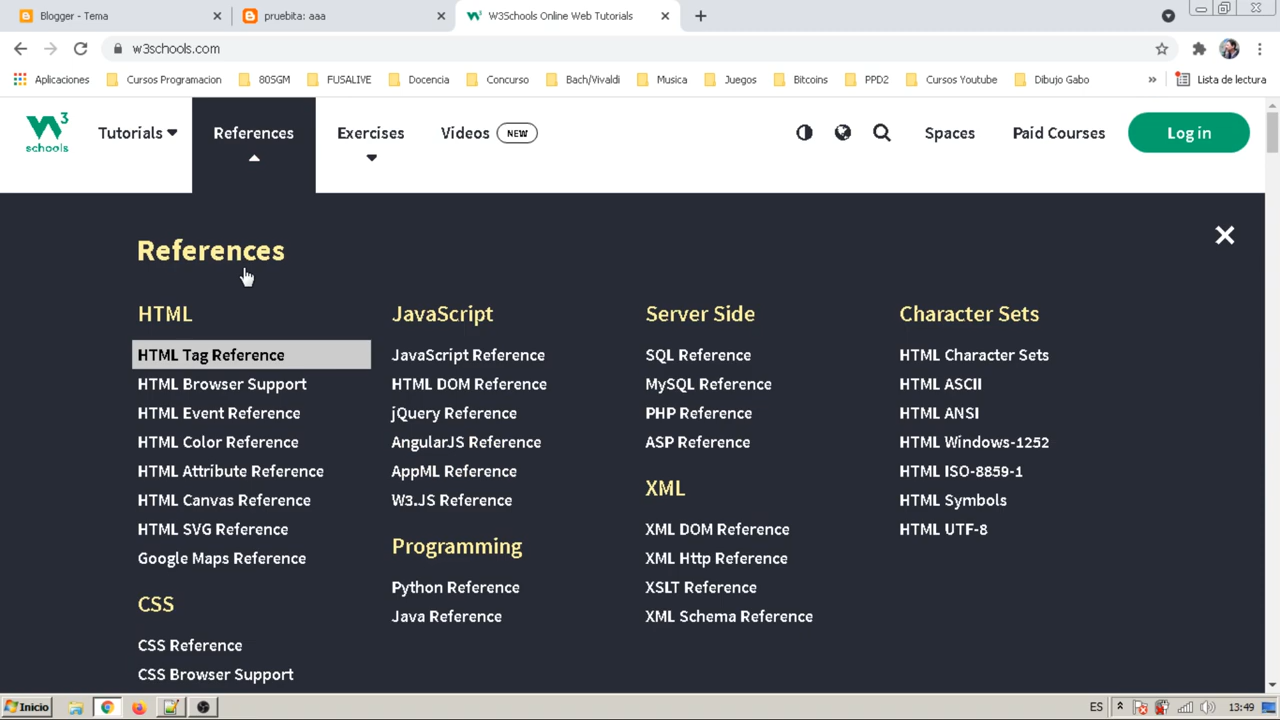 Blogger - Tema
pruebita: aaa
W3Schools Online Web Tutorials
w3schools.com
Aplicaciones
Cursos Programacion
80SGM
FUSALIVE
Docencia
Concurso
Bach/Vivaldi
Musica
Juegos
Bitcoins
PPD2
Cursos Youtube
Dibujo Gabo
»
Lista de lectura
W3
schools
Tutorials
References
Exercises
Videos NEW
Spaces
Paid Courses
Log in
References
HTML
HTML Tag Reference
HTML Browser Support
HTML Event Reference
HTML Color Reference
HTML Attribute Reference
HTML Canvas Reference
HTML SVG Reference
Google Maps Reference
CSS
CSS Reference
CSS Browser Support
JavaScript
JavaScript Reference
HTML DOM Reference
jQuery Reference
AngularJS Reference
AppML Reference
W3.JS Reference
Programming
Python Reference
Java Reference
Server Side
SQL Reference
MySQL Reference
PHP Reference
ASP Reference
XML
XML DOM Reference
XML Http Reference
XSLT Reference
XML Schema Reference
Character Sets
HTML Character Sets
HTML ASCII
HTML ANSI
HTML Windows-1252
HTML ISO-8859-1
HTML Symbols
HTML UTF-8
Inicio
ES
13:49